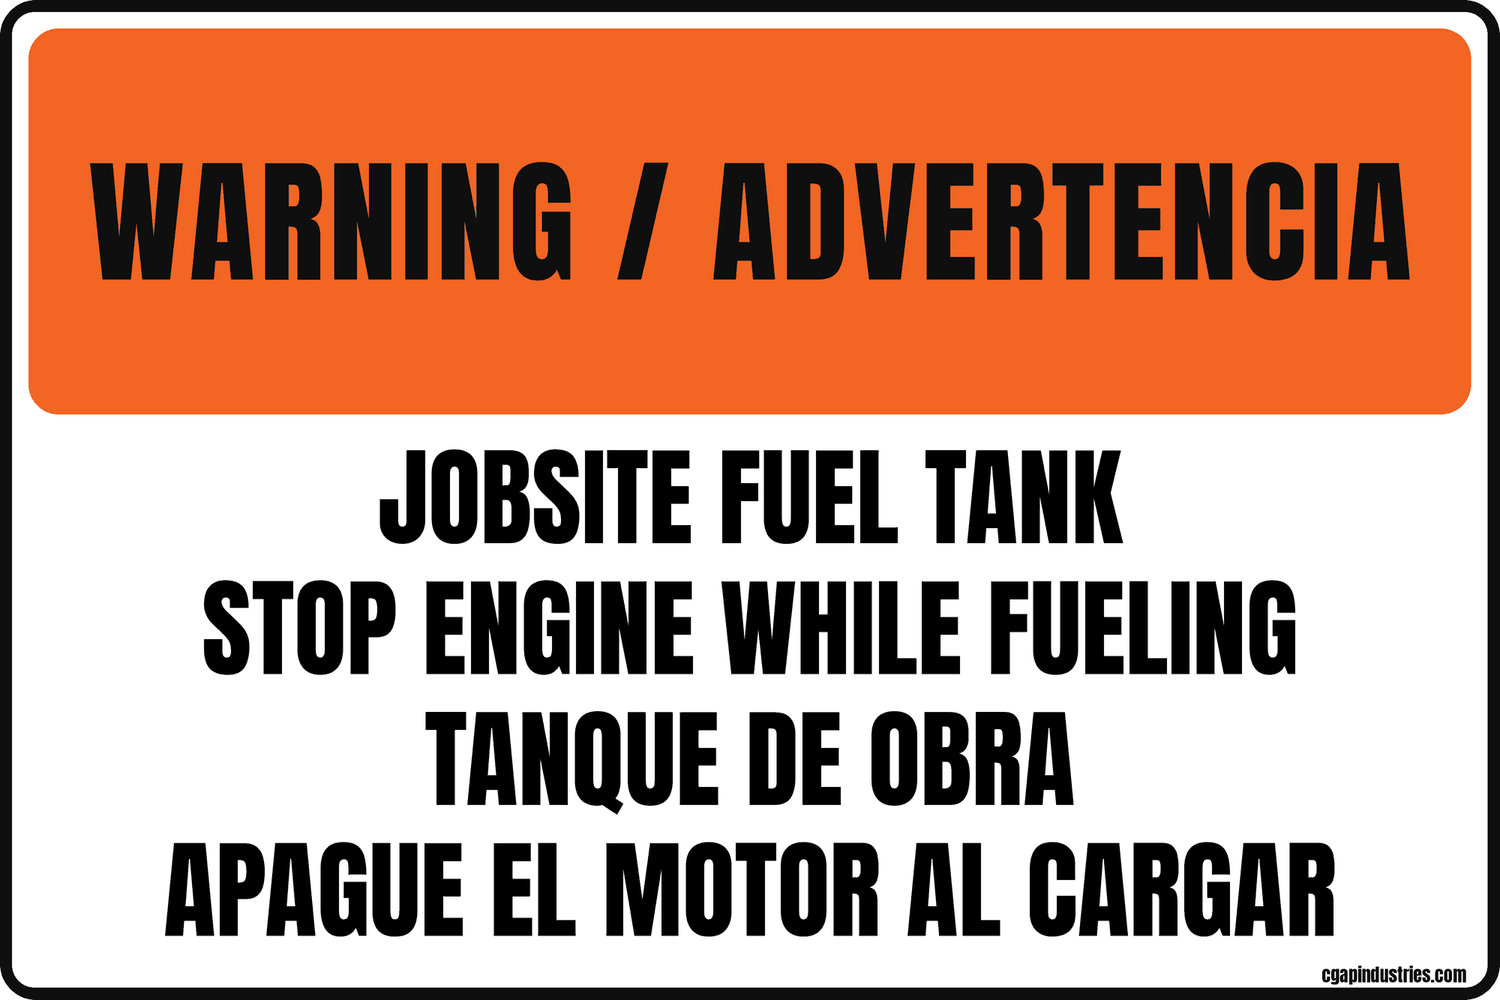 WARNING / ADVERTENCIA
JOBSITE FUEL TANK
STOP ENGINE WHILE FUELING
TANQUE DE OBRA
APAGUE EL MOTOR AL CARGAR
cgapindustries.com